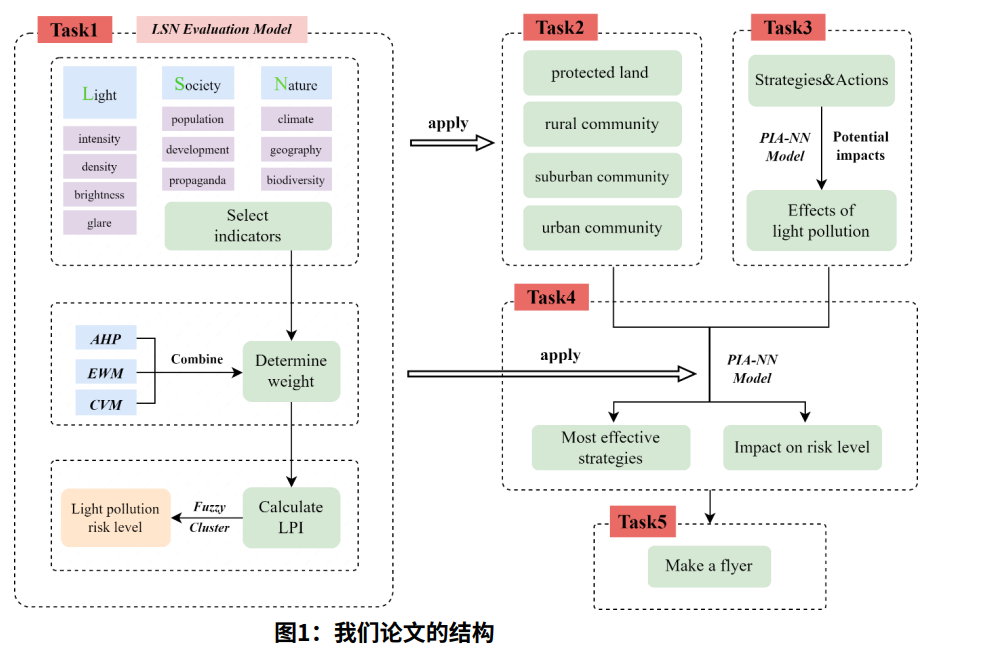 Task1
LSN Evaluation Model
Light
intensity
density
brightness
glare
Society
population
development
propaganda
Nature
climate
geography
biodiversity
Select
indicators
AHP
EWM
CVM
Combine
Determine
weight
Calculate
LPI
Fuzzy
Cluster
Light pollution
risk level
apply
Task2
protected land
rural community
suburban community
urban community
Task3
Strategies&Actions
PIA-NN
Model
Potential
impacts
Effects of
light pollution
apply
Task4
PIA-NN
Model
Most effective
strategies
Impact on risk level
Task5
Make a flyer
图1：我们论文的结构